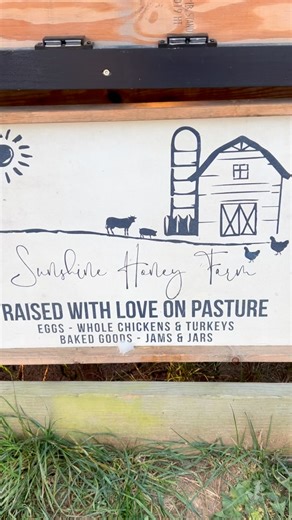 Sunshine Honey Farm
RAISED WITH LOVE ON PASTURE
EGGS - WHOLE CHICKENS & TURKEYS
BAKED GOODS - JAMS & JARS